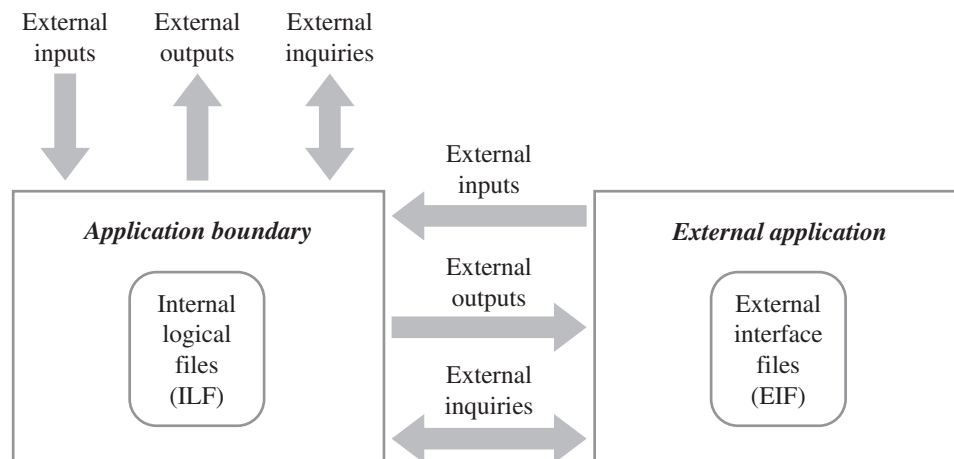 External
inputs
External
outputs
External
inquiries
External
inputs
Application boundary
External application
Internal
logical
files
(ILF)
External
outputs
External
interface
files
(EIF)
External
inquiries